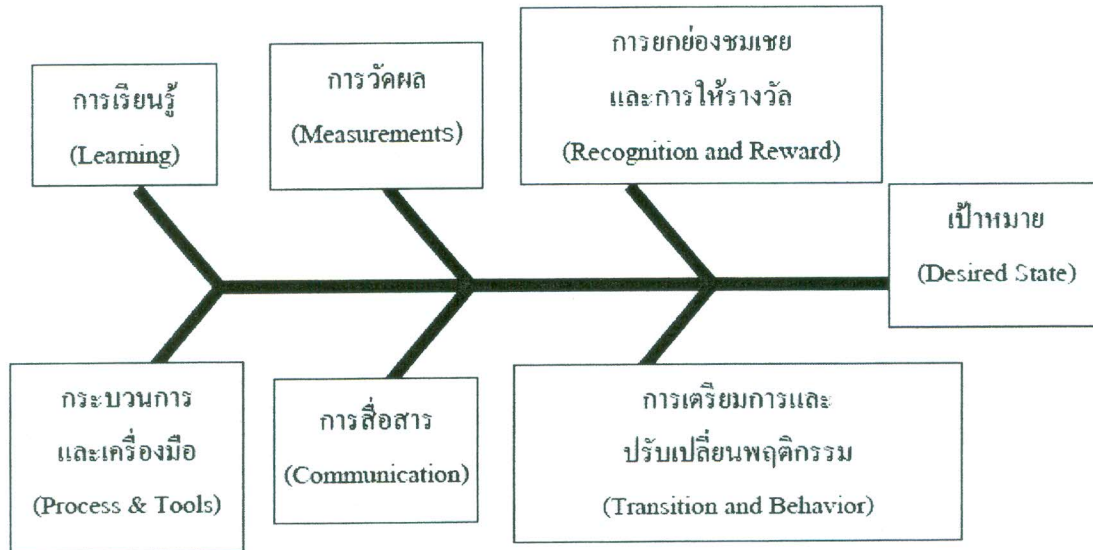 การเรียนรู้
(Learning)
การวัดผล
(Measurements)
การยกย่องชมเชย
และการให้รางวัล
(Recognition and Reward)
เป้าหมาย
(Desired State)
กระบวนการ
และเครื่องมือ
(Process & Tools)
การสื่อสาร
(Communication)
การเตรียมการและ
ปรับเปลี่ยนพฤติกรรม
(Transition and Behavior)